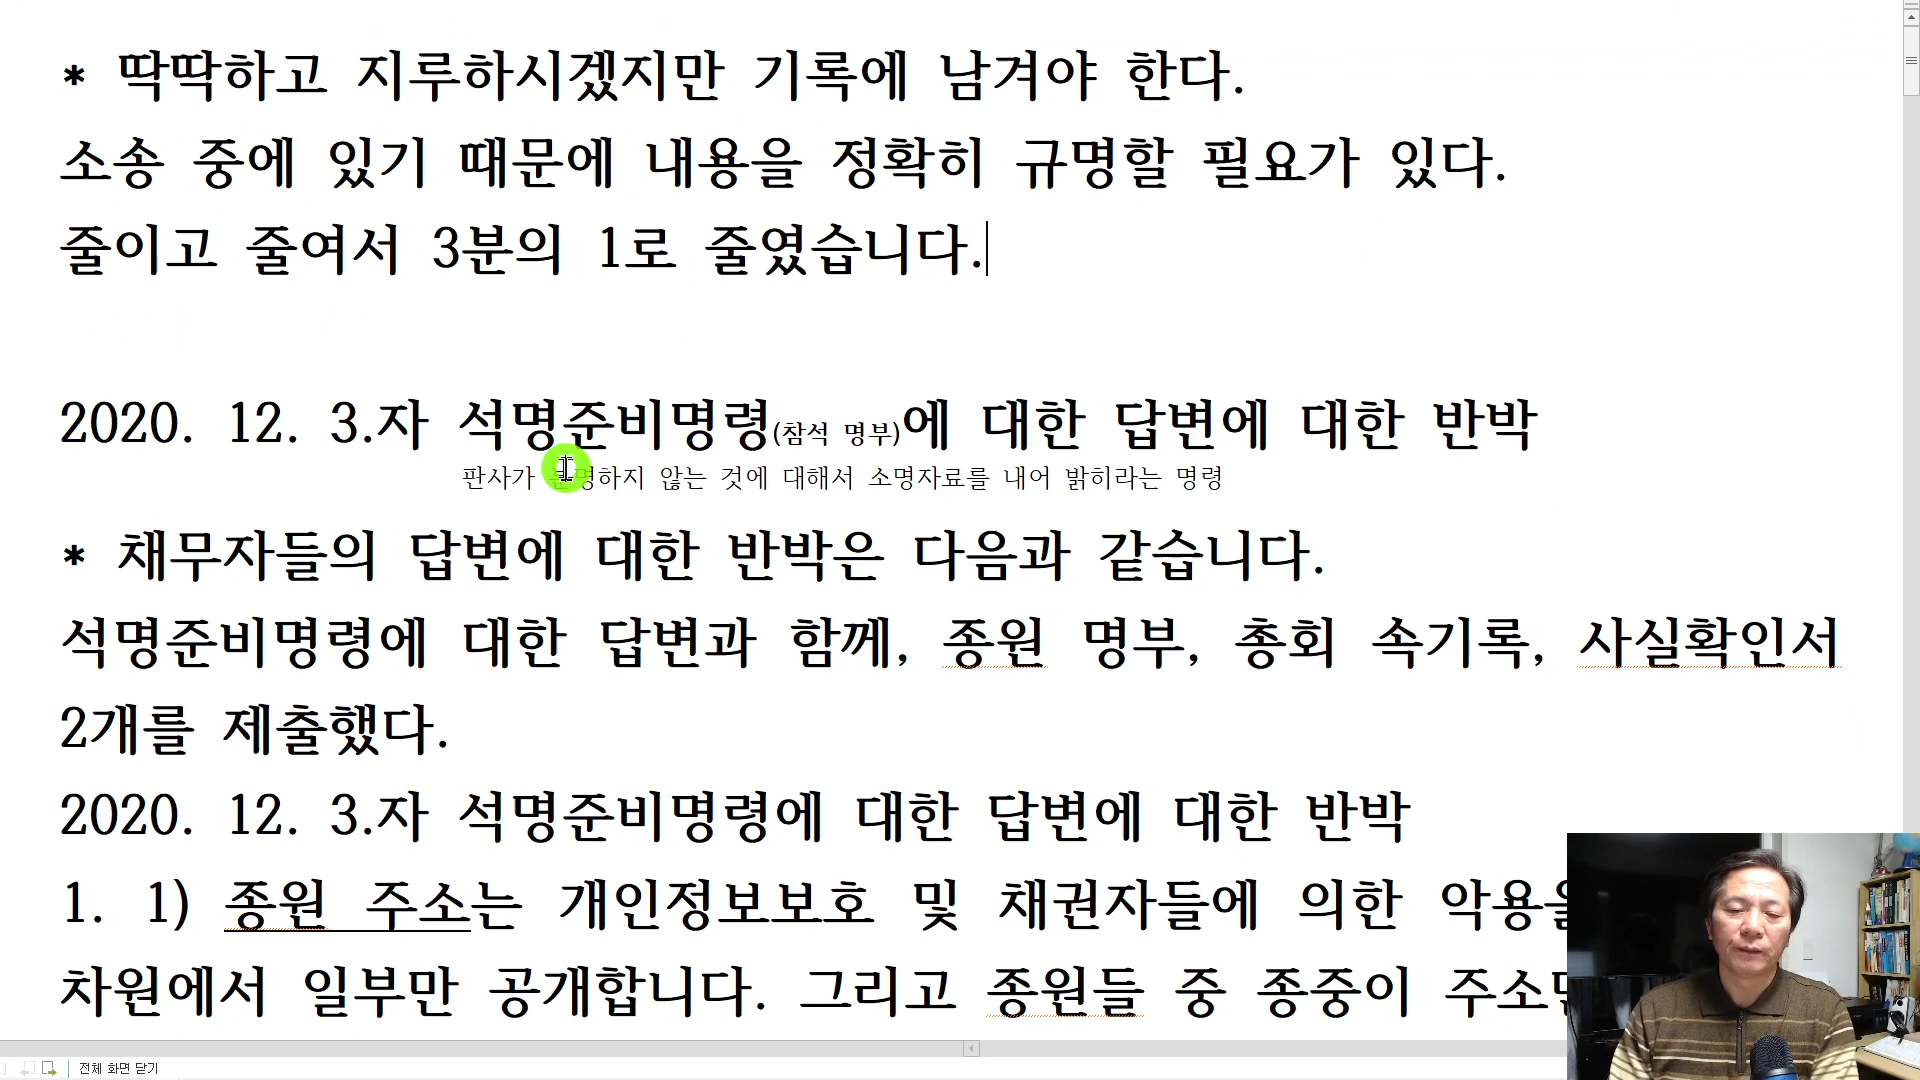 * 딱딱하고 지루하시겠지만 기록에 남겨야 한다.
소송 중에 있기 때문에 내용을 정확히 규명할 필요가 있다.
줄이고 줄여서 3분의 1로 줄였습니다.
2020. 12. 3.자 석명준비명령(참석 명부)에 대한 답변에 대한 반박
판사가 분명하지 않는 것에 대해서 소명자료를 내어 밝히라는 명령
* 채무자들의 답변에 대한 반박은 다음과 같습니다.
석명준비명령에 대한 답변과 함께, 종원 명부, 총회 속기록, 사실확인서
2개를 제출했다.
2020. 12. 3.자 석명준비명령에 대한 답변에 대한 반박
1. 1) 종원 주소는 개인정보보호 및 채권자들에 의한 악용을
차원에서 일부만 공개합니다. 그리고 종원들 중 종중이 주소
전체 화면 닫기